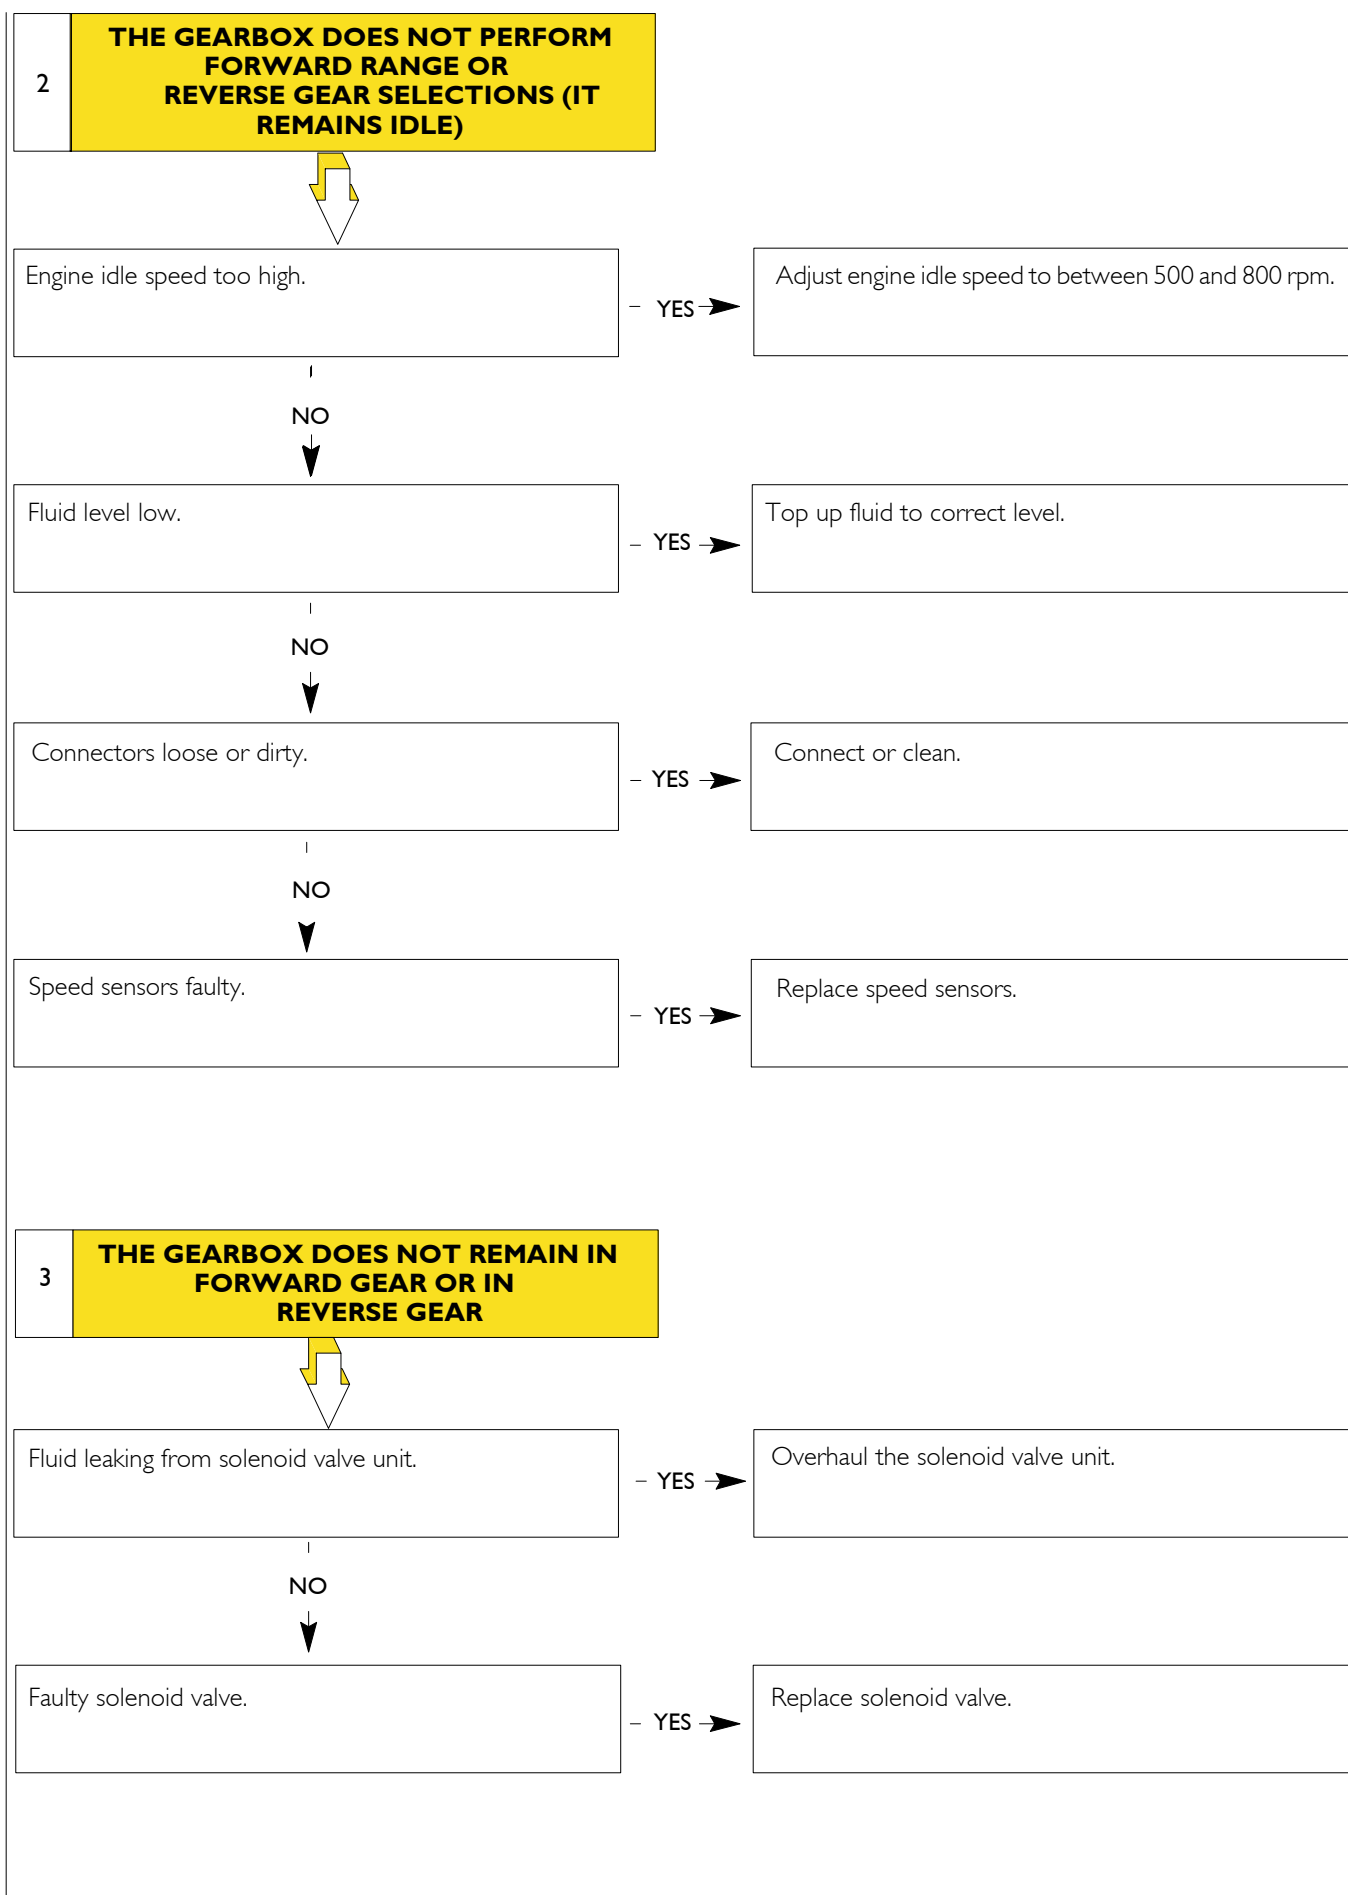 2
THE GEARBOX DOES NOT PERFORM
FORWARD RANGE OR
REVERSE GEAR SELECTIONS (IT
REMAINS IDLE)
Engine idle speed too high.
YES
Adjust engine idle speed to between 500 and 800 rpm.
NO
Fluid level low.
YES
Top up fluid to correct level.
NO
Connectors loose or dirty.
YES
Connect or clean.
NO
Speed sensors faulty.
YES
Replace speed sensors.
3
THE GEARBOX DOES NOT REMAIN IN
FORWARD GEAR OR IN
REVERSE GEAR
Fluid leaking from solenoid valve unit.
YES
Overhaul the solenoid valve unit.
NO
Faulty solenoid valve.
YES
Replace solenoid valve.